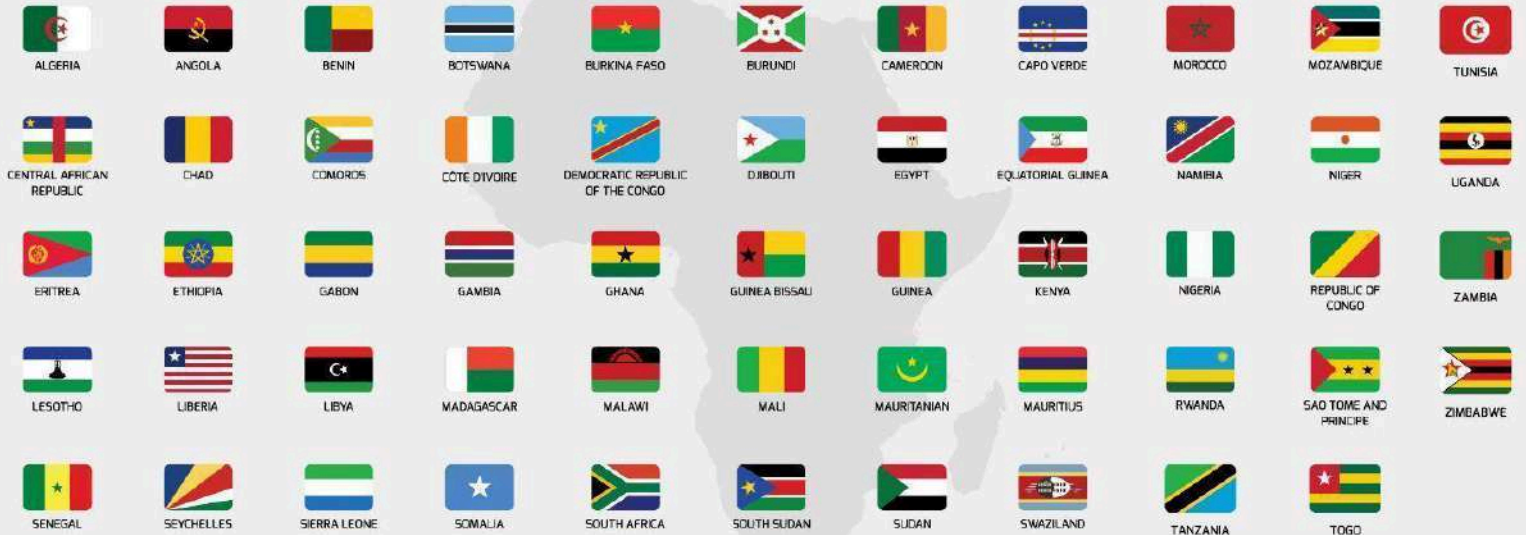 ALGERIA
ANGOLA
BENIN
BOTSWANA
BURKINA FASO
BURUNDI
CAMEROON
CAPO VERDE
MOROCCO
MOZAMBIQUE
TUNISIA
CENTRAL AFRICAN
REPUBLIC
CHAD
COMOROS
CÔTE D'IVOIRE
DEMOCRATIC REPUBLIC
OF THE CONGO
DJIBOUTI
EGYPT
EQUATORIAL GUINEA
NAMIBIA
NIGER
UGANDA
ERITREA
ETHIOPIA
GABON
GAMBIA
GHANA
GUINEA BISSAU
GUINEA
KENYA
NIGERIA
REPUBLIC OF
CONGO
ZAMBIA
LESOTHO
LIBERIA
LIBYA
MADAGASCAR
MALAWI
MALI
MAURITANIAN
MAURITIUS
RWANDA
SAO TOME AND
PRINCIPE
ZIMBABWE
SENEGAL
SEYCHELLES
SIERRA LEONE
SOMALIA
SOUTH AFRICA
SOUTH SUDAN
SUDAN
SWAZILAND
TANZANIA
TOGO